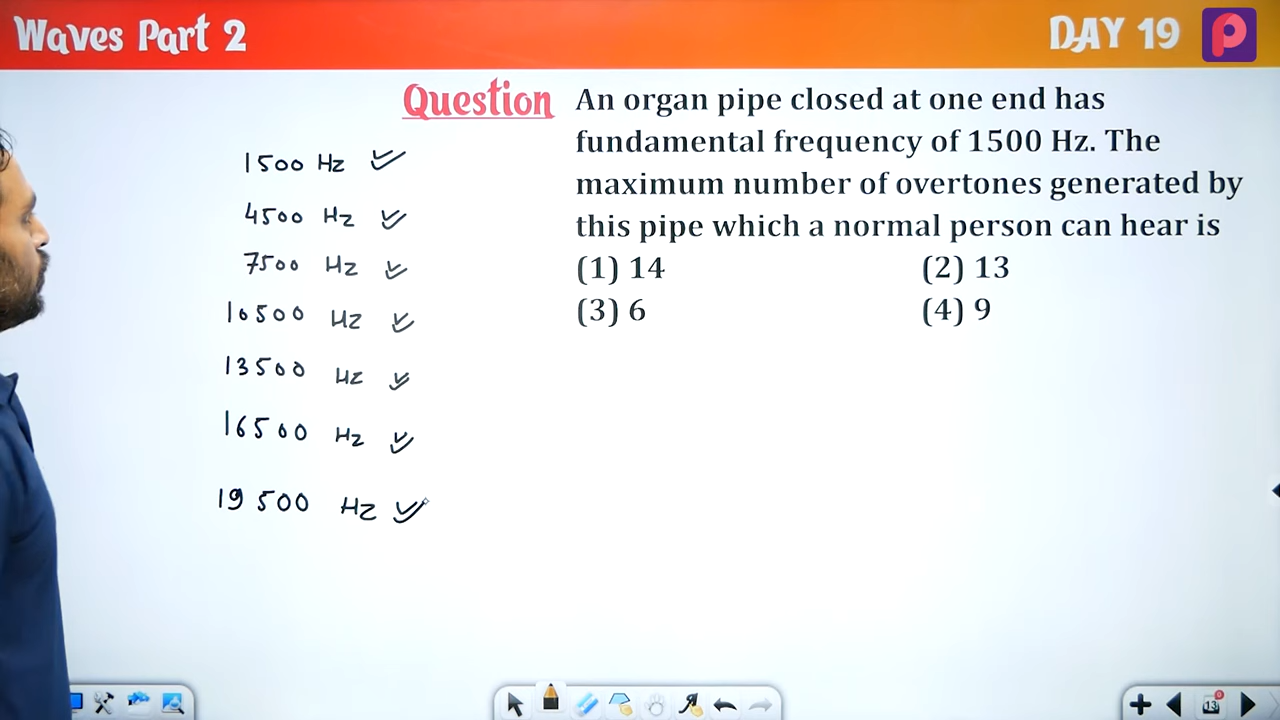 Waves Part 2
DAY 19
Question
An organ pipe closed at one end has
fundamental frequency of 1500 Hz. The
maximum number of overtones generated by
this pipe which a normal person can hear is
(1) 14
(2) 13
(3) 6
(4) 9
1500 Hz
4500 Hz
7500 Hz
10500 Hz
13500 Hz
16500 Hz
19500 Hz
13